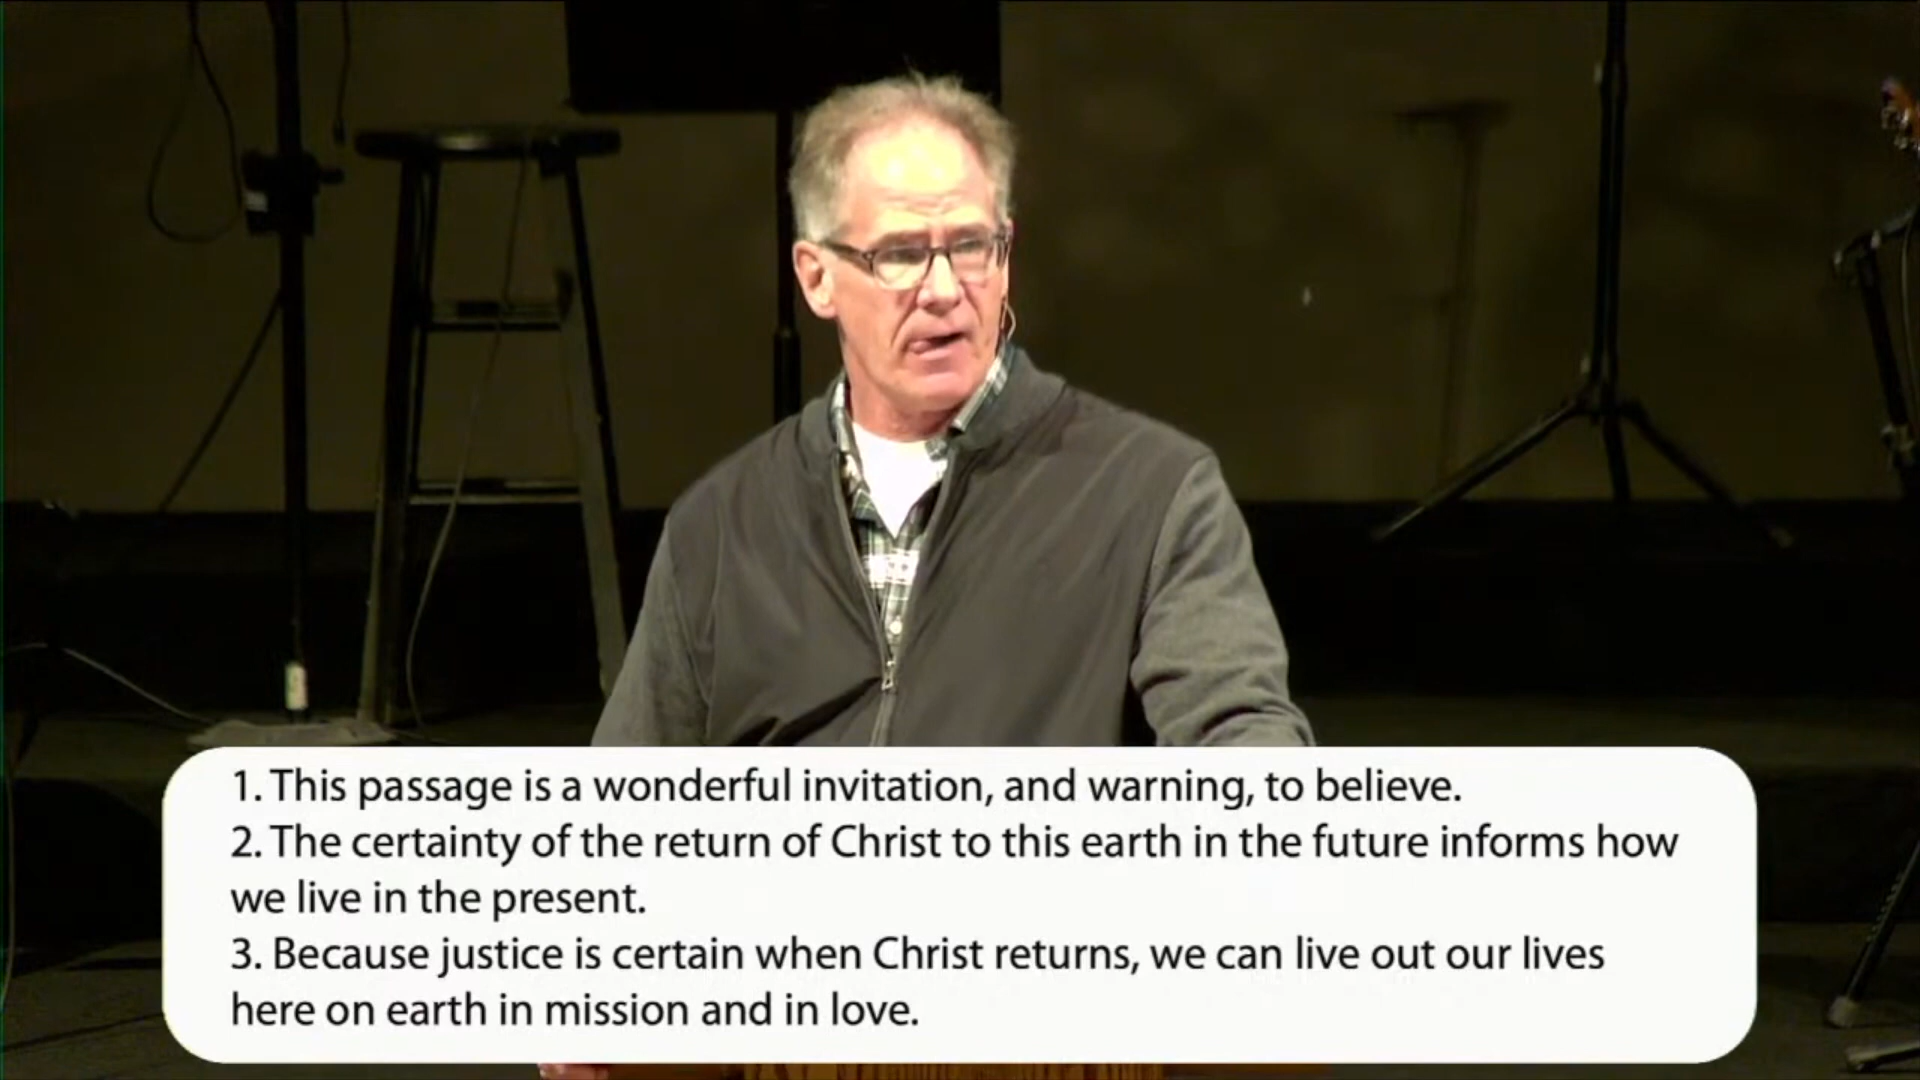 1. This passage is a wonderful invitation, and warning, to believe.
2. The certainty of the return of Christ to this earth in the future informs how
we live in the present.
3. Because justice is certain when Christ returns, we can live out our lives
here on earth in mission and in love.